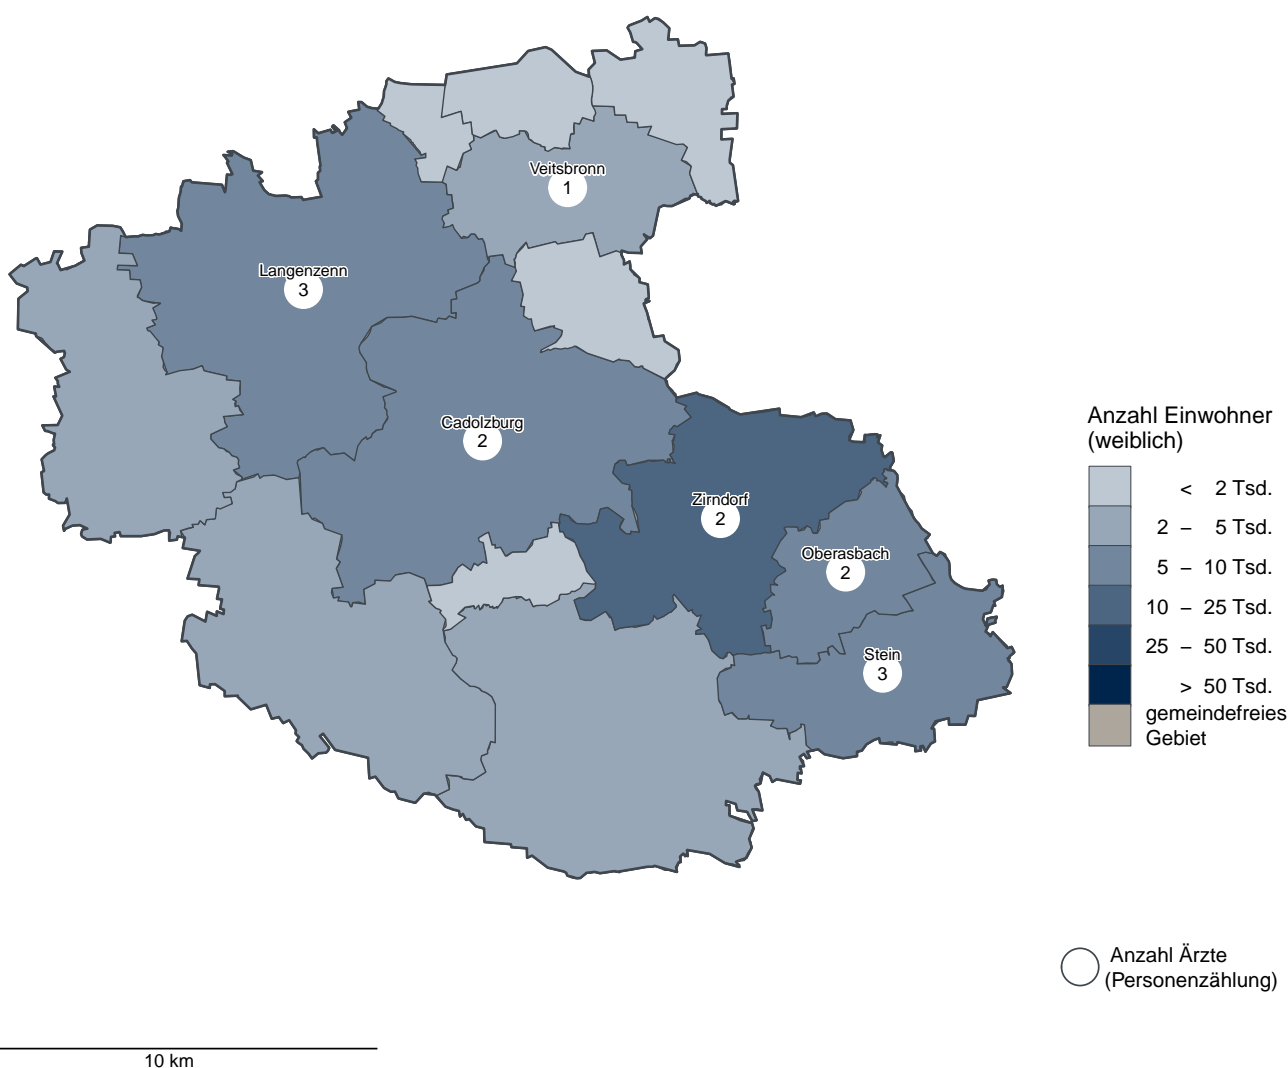 Veitsbronn
1
Langenzenn
3
Cadolzburg
2
Zirndorf
2
Oberasbach
2
Stein
3
Anzahl Einwohner
(weiblich)
< 2 Tsd.
2 – 5 Tsd.
5 – 10 Tsd.
10 – 25 Tsd.
25 – 50 Tsd.
> 50 Tsd.
gemeindefreies
Gebiet
Anzahl Ärzte
(Personenzählung)
10 km